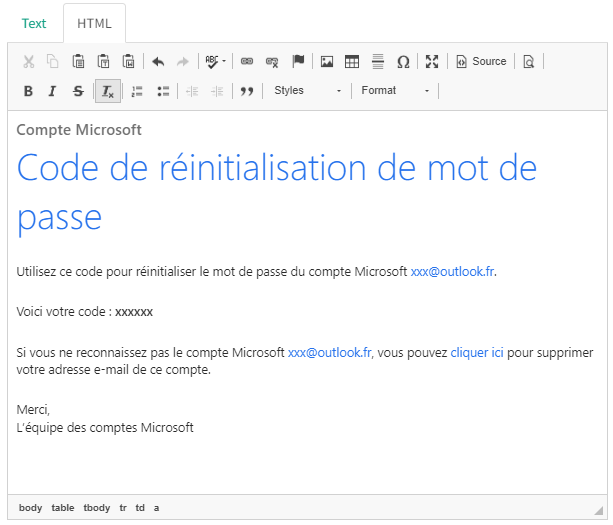 Text HTML
Source
B I S Tx Styles Format
Compte Microsoft
Code de réinitialisation de mot de
passe
Utilisez ce code pour réinitialiser le mot de passe du compte Microsoft xxx@outlook.fr.
Voici votre code : xxxxxx
Si vous ne reconnaissez pas le compte Microsoft xxx@outlook.fr, vous pouvez cliquer ici pour supprimer
votre adresse e-mail de ce compte.
Merci,
L'équipe des comptes Microsoft
body table tbody tr td a